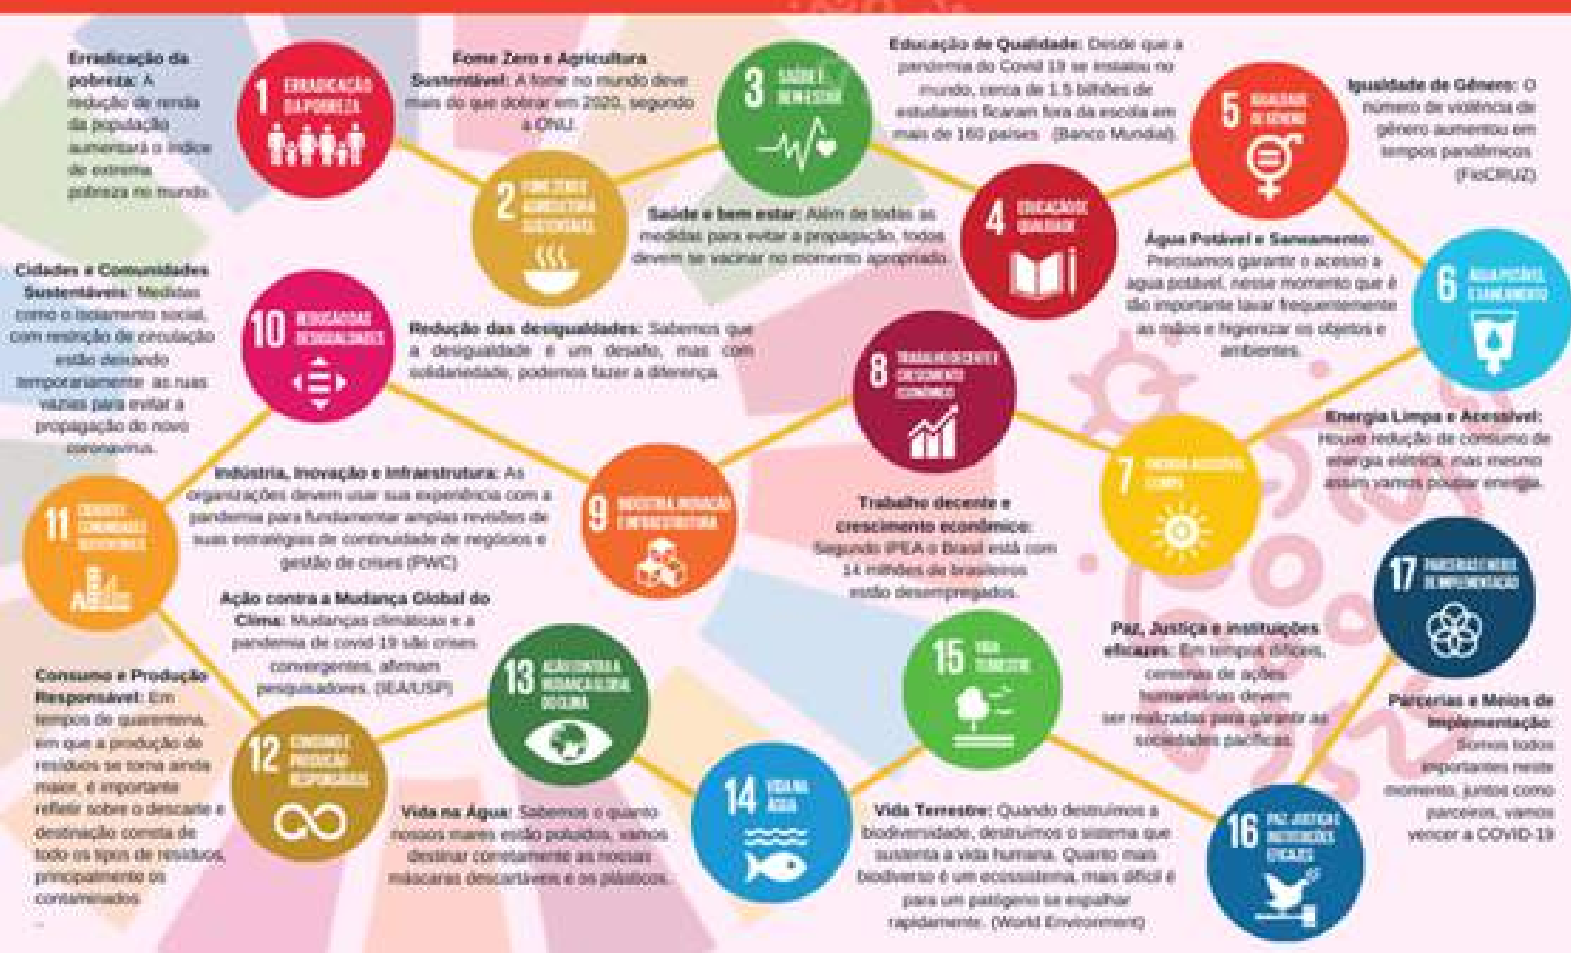 Erradicação da
pobreza: A
redução de renda
da população
aumentará o índice
de extrema
pobreza no mundo.
1 ERRADICAÇÃO
DA POBREZA
Fome Zero e Agricultura
Sustentável: A fome no mundo deve
mais do que dobrar em 2020, segundo
a ONU.
2 FOME ZERO E
AGRICULTURA
SUSTENTÁVEL
3 SAÚDE E
BEM-ESTAR
Saúde e bem estar: Além de todas as
medidas para evitar a propagação, todos
devem se vacinar no momento apropriado.
Educação de Qualidade: Desde que a
pandemia do Covid 19 se instalou no
mundo, cerca de 1.5 bilhões de
estudantes ficaram fora da escola em
mais de 160 países (Banco Mundial).
4 EDUCAÇÃO DE
QUALIDADE
5 IGUALDADE
DE GÊNERO
Igualdade de Gênero: O
número de violência de
gênero aumentou em
tempos pandêmicos
(FioCRUZ)
Água Potável e Saneamento:
Precisamos garantir o acesso a
agua potável, nesse momento que é
tão importante lavar frequentemente
as mãos e higienizar os objetos e
ambientes.
6 ÁGUA POTÁVEL
E SANEAMENTO
Energia Limpa e Acessível:
Houve redução de consumo de
energia elétrica, mas mesmo
assim vamos poupar energia.
7
8 TRABALHO DECENTE E
CRESCIMENTO
ECONÔMICO
Trabalho decente e
crescimento econômico:
Segundo IPEA o Brasil está com
14 milhões de brasileiros
estão desempregados.
9 INDÚSTRIA, INOVAÇÃO
E INFRAESTRUTURA
Indústria, Inovação e Infraestrutura: As
organizações devem usar sua experiência com a
pandemia para fundamentar amplas revisões de
suas estratégias de continuidade de negócios e
gestão de crises (PWC)
10 REDUÇÃO DAS
DESIGUALDADES
Redução das desigualdades: Sabemos que
a desigualdade é um desafio, mas com
solidariedade, podemos fazer a diferença.
Cidades e Comunidades
Sustentáveis: Medidas
como o isolamento social,
com restrição de circulação
estão deixando
temporariamente as ruas
vazias para evitar a
propagação do novo
coronavírus.
11 CIDADES E
COMUNIDADES
SUSTENTÁVEIS
Consumo e Produção
Responsável: Em
tempos de quarentena,
em que a produção de
resíduos se torna ainda
maior, é importante
refletir sobre o descarte e
destinação correta de
todo os tipos de resíduos,
principalmente os
contaminados.
12 CONSUMO E
PRODUÇÃO
RESPONSÁVEIS
Ação contra a Mudança Global do
Clima: Mudanças climáticas e a
pandemia de covid-19 são crises
convergentes, afirmam
pesquisadores. (IEA/USP)
13 AÇÃO CONTRA A
MUDANÇA GLOBAL
DO CLIMA
Vida na Água: Sabemos o quanto
nossos mares estão poluídos, vamos
destinar corretamente as nossas
máscaras descartáveis e os plásticos.
14 VIDA NA
ÁGUA
15 VIDA
TERRESTRE
Vida Terrestre: Quando destruímos a
biodiversidade, destruímos o sistema que
sustenta a vida humana. Quanto mais
biodiverso é um ecossistema, mais difícil é
para um patógeno se espalhar
rapidamente. (World Environment)
Paz, Justiça e instituições
eficazes: Em tempos difíceis,
centenas de ações
humanitárias devem
ser realizadas para garantir as
sociedades pacíficas.
16 PAZ, JUSTIÇA E
INSTITUIÇÕES
EFICAZES
17 PARCERIAS E MEIOS
DE IMPLEMENTAÇÃO
Parcerias e Meios de
Implementação:
Somos todos
importantes neste
momento, juntos como
parceiros, vamos
vencer a COVID-19